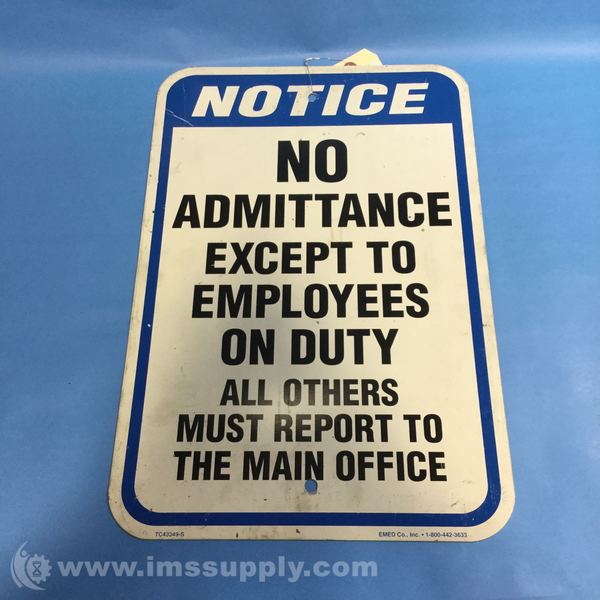 NOTICE
NO
ADMITTANCE
EXCEPT TO
EMPLOYEES
ON DUTY
ALL OTHERS
MUST REPORT TO
THE MAIN OFFICE
TC43349-S EMED Co., Inc. • 1-800-442-3633
www.imssupply.com